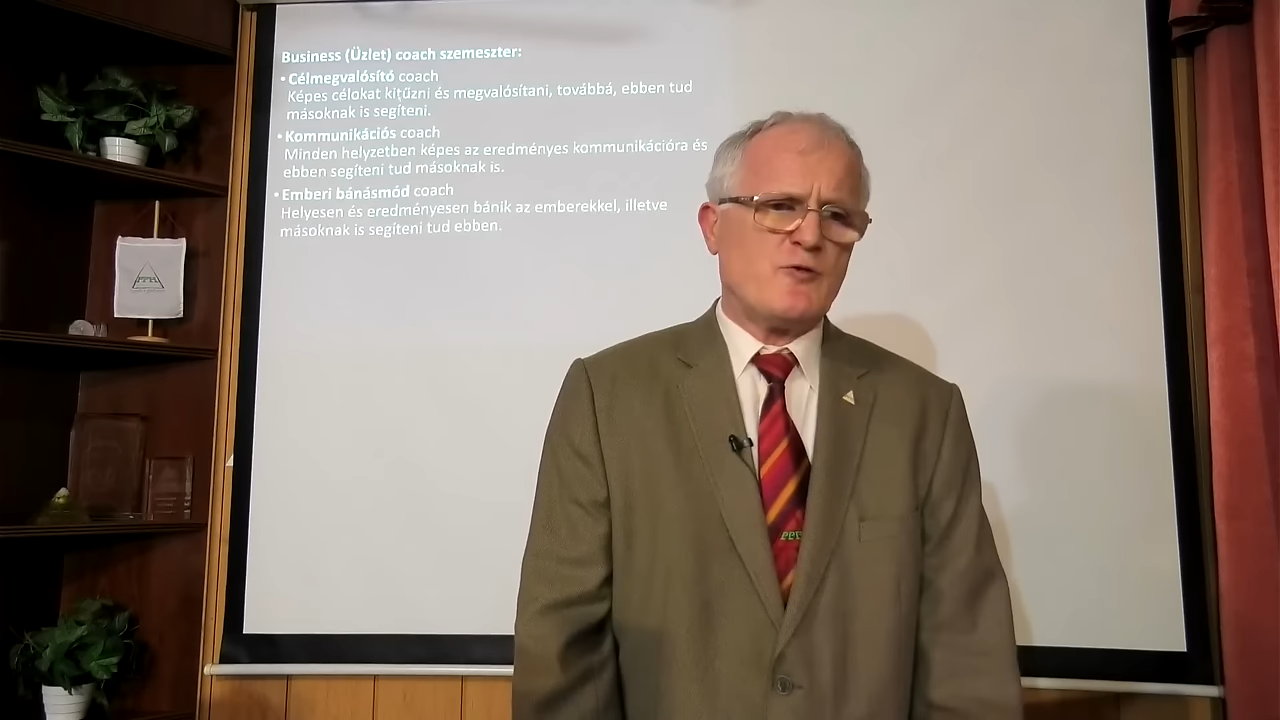 Business (Üzlet) coach szemeszter:
• Célmegvalósító coach
Képes célokat kitűzni és megvalósítani, továbbá, ebben tud
másoknak is segíteni.
• Kommunikációs coach
Minden helyzetben képes az eredményes kommunikációra és
ebben segíteni tud másoknak is.
• Emberi bánásmód coach
Helyesen és eredményesen bánik az emberekkel, illetve
másoknak is segíteni tud ebben.